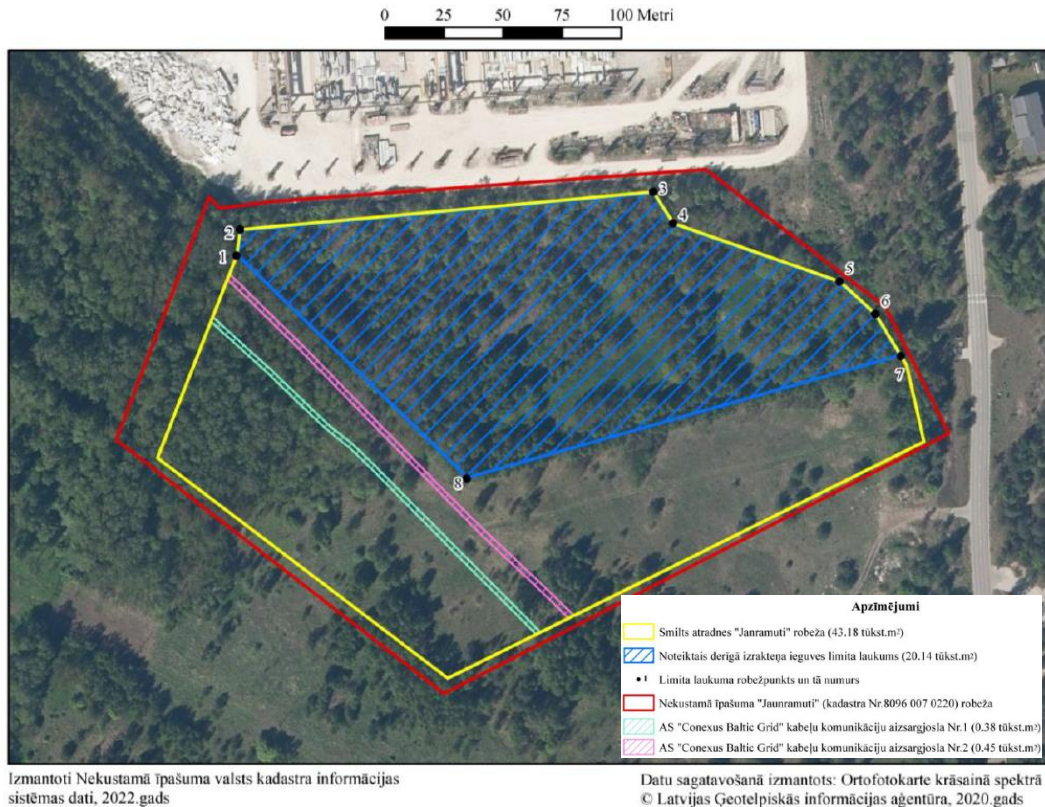 0 25 50 75 100 Metri
3
4
2
1
5
6
7
8
Apzīmējumi
Smilts atradnes "Janramuti" robeža (43.18 tūkst.m²)
Noteiktais derīgā izrakteņa ieguves limita laukums (20.14 tūkst.m²)
1 Limita laukuma robežpunkts un tā numurs
Nekustamā īpašuma "Jaunramuti" (kadastra Nr.8096 007 0220) robeža
AS "Conexus Baltic Grid" kabeļu komunikāciju aizsargjosla Nr.1 (0.38 tūkst.m²)
AS "Conexus Baltic Grid" kabeļu komunikāciju aizsargjosla Nr.2 (0.45 tūkst.m²)
Izmantoti Nekustamā īpašuma valsts kadastra informācijas
sistēmas dati, 2022.gads
Datu sagatavošanā izmantots: Ortofotokarte krāsainā spektrā
© Latvijas Ģeotelpiskās informācijas aģentūra, 2020.gads